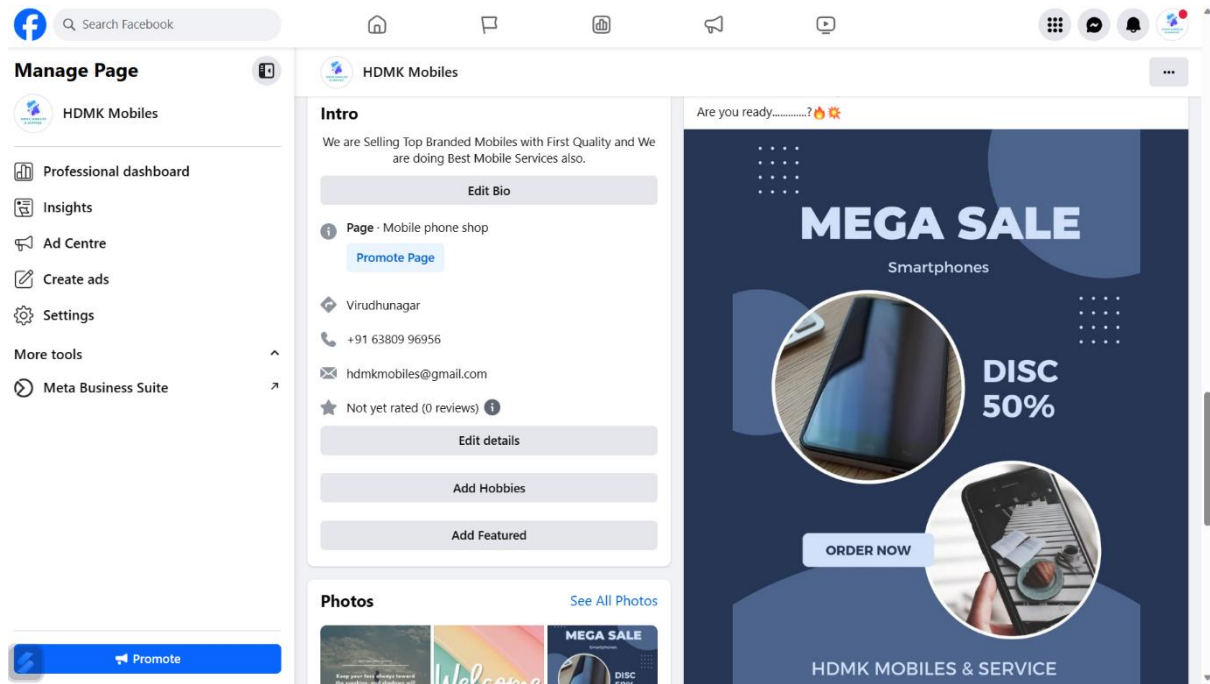 Search Facebook
Manage Page
HDMK Mobiles
Professional dashboard
Insights
Ad Centre
Create ads
Settings
More tools
Meta Business Suite
Promote
HDMK Mobiles
Intro
We are Selling Top Branded Mobiles with First Quality and We
are doing Best Mobile Services also.
Edit Bio
Page · Mobile phone shop
Promote Page
Virudhunagar
+91 63809 96956
hdmkmobiles@gmail.com
Not yet rated (0 reviews)
Edit details
Add Hobbies
Add Featured
Photos
See All Photos
Welcome
MEGA SALE
Smartphones
DISC
Are you ready.............?🔥💥
MEGA SALE
Smartphones
DISC
50%
ORDER NOW
HDMK MOBILES & SERVICE